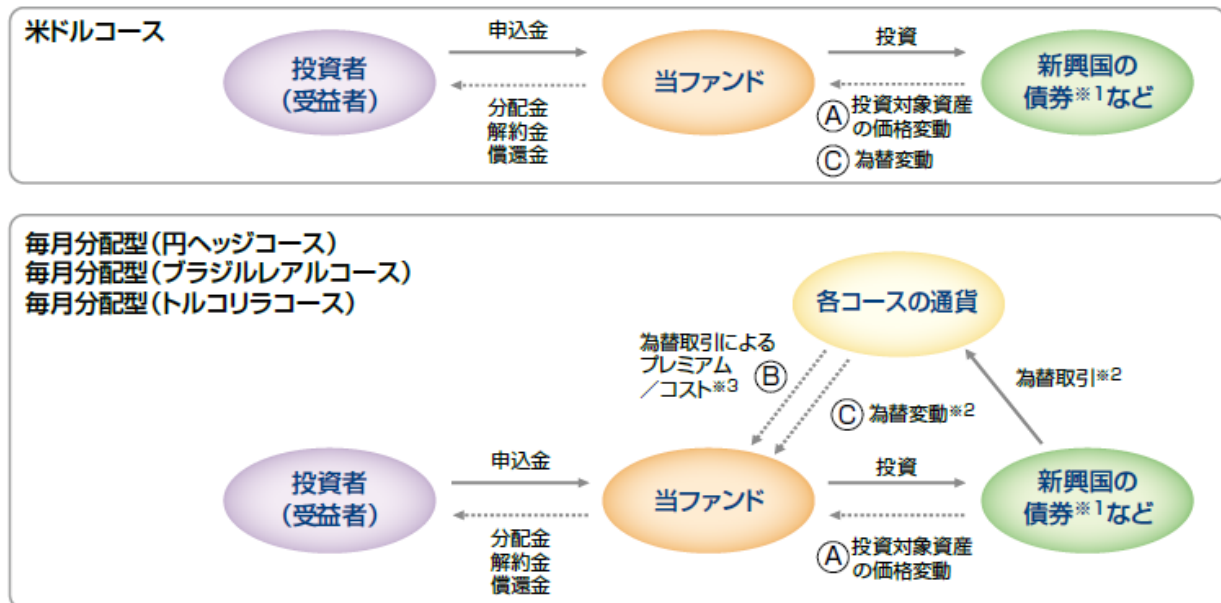 米ドルコース
申込金
投資
投資者
(受益者)
当ファンド
新興国の
債券※1など
分配金
解約金
償還金
Ⓐ投資対象資産
の価格変動
Ⓒ為替変動
毎月分配型(円ヘッジコース)
毎月分配型(ブラジルレアルコース)
毎月分配型(トルコリラコース)
各コースの通貨
為替取引による
プレミアム
/コスト※3
Ⓑ
為替取引※2
Ⓒ為替変動※2
申込金
投資
投資者
(受益者)
当ファンド
新興国の
債券※1など
分配金
解約金
償還金
Ⓐ投資対象資産
の価格変動